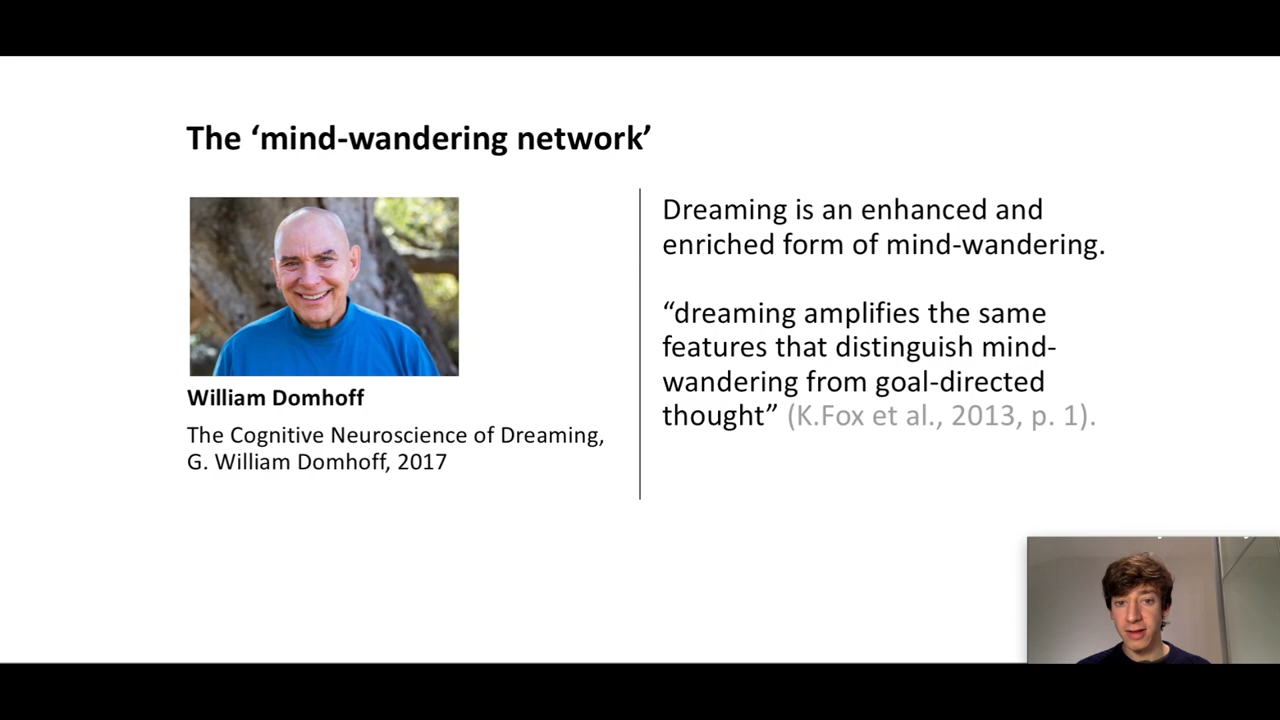 The ‘mind-wandering network’
William Domhoff
The Cognitive Neuroscience of Dreaming,
G. William Domhoff, 2017
Dreaming is an enhanced and
enriched form of mind-wandering.
“dreaming amplifies the same
features that distinguish mind-
wandering from goal-directed
thought” (K.Fox et al., 2013, p. 1).